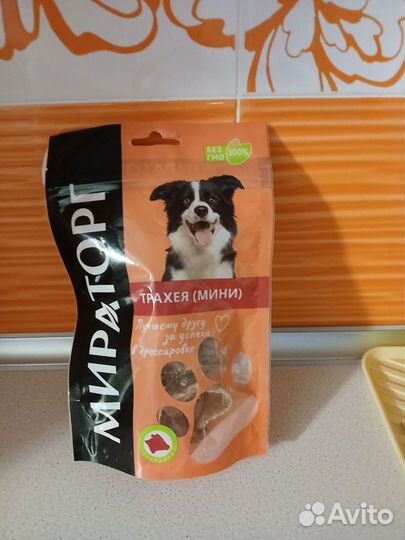 БЕЗ
ГМО
100%
МИРАТОРГ
ТРАХЕЯ (МИНИ)
Лучшему другу
за успехи
в дрессировке
Avito